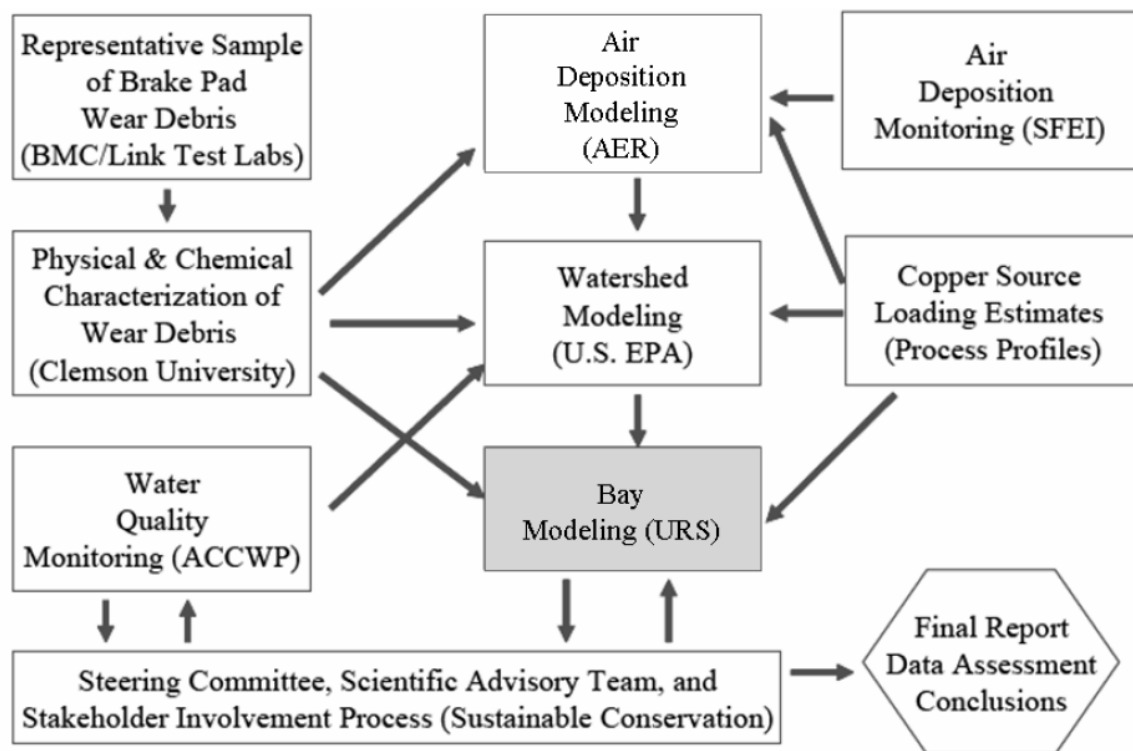 Representative Sample
of Brake Pad
Wear Debris
(BMC/Link Test Labs)
Air
Deposition
Modeling
(AER)
Air
Deposition
Monitoring (SFEI)
Physical & Chemical
Characterization of
Wear Debris
(Clemson University)
Watershed
Modeling
(U.S. EPA)
Copper Source
Loading Estimates
(Process Profiles)
Water
Quality
Monitoring (ACCWP)
Bay
Modeling (URS)
Steering Committee, Scientific Advisory Team, and
Stakeholder Involvement Process (Sustainable Conservation)
Final Report
Data Assessment
Conclusions